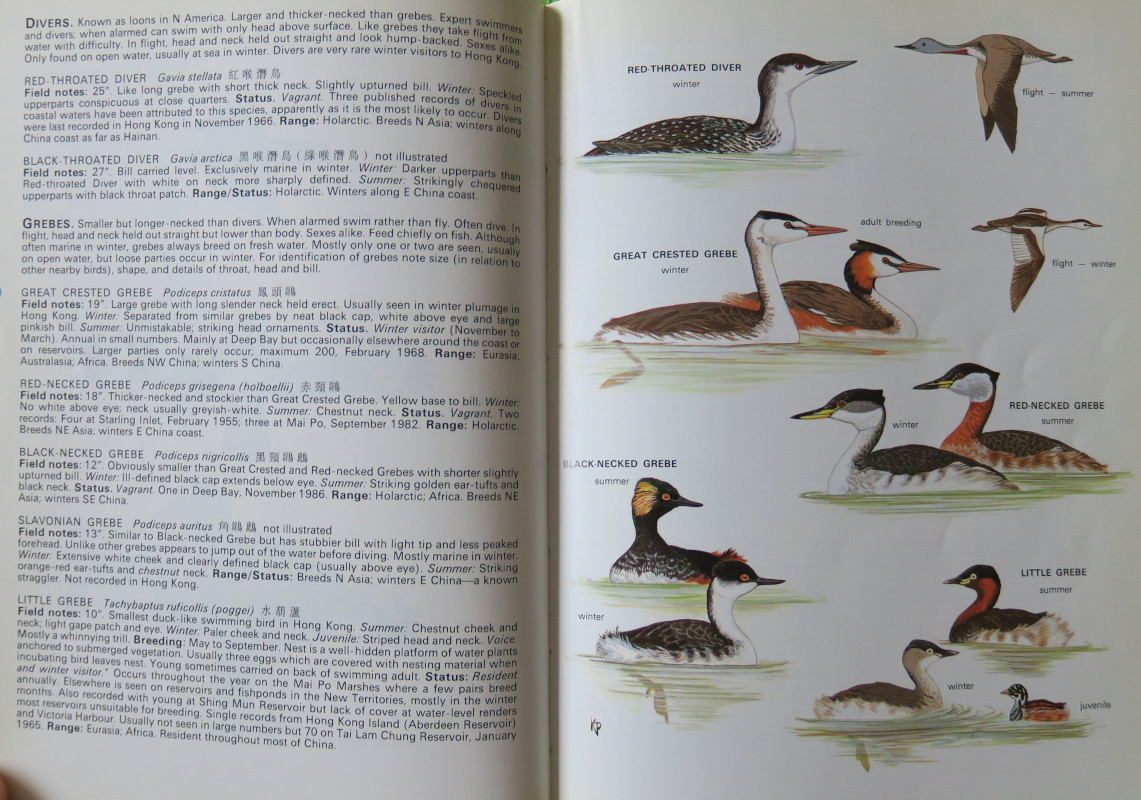 DIVERS. Known as loons in N America. Larger and thicker-necked than grebes. Expert swimmers
and divers; when alarmed can swim with only head above surface. Like grebes they take flight from
water with difficulty. In flight, head and neck held out straight and look hump-backed. Sexes alike.
Only found on open water, usually at sea in winter. Divers are very rare winter visitors to Hong Kong.
RED-THROATED DIVER Gavia stellata 紅喉潛鳥
Field notes: 25". Like long grebe with short thick neck. Slightly upturned bill. Winter: Speckled
upperparts conspicuous at close quarters. Status. Vagrant. Three published records of divers in
coastal waters have been attributed to this species, apparently as it is the most likely to occur. Divers
were last recorded in Hong Kong in November 1966. Range: Holarctic. Breeds N Asia; winters along
China coast as far as Hainan.
BLACK-THROATED DIVER Gavia arctica 黑喉潛鳥(綠喉潛鳥) not illustrated
Field notes: 27". Bill carried level. Exclusively marine in winter. Winter: Darker upperparts than
Red-throated Diver with white on neck more sharply defined. Summer: Strikingly chequered
upperparts with black throat patch. Range/Status: Holarctic. Winters along E China coast.
GREBES. Smaller but longer-necked than divers. When alarmed swim rather than fly. Often dive. In
flight, head and neck held out straight but lower than body. Sexes alike. Feed chiefly on fish. Although
often marine in winter, grebes always breed on fresh water. Mostly only one or two are seen, usually
on open water, but loose parties occur in winter. For identification of grebes note size (in relation to
other nearby birds), shape, and details of throat, head and bill.
GREAT CRESTED GREBE Podiceps cristatus 鳳頭鷿
Field notes: 19". Large grebe with long slender neck held erect. Usually seen in winter plumage in
Hong Kong. Winter: Separated from similar grebes by neat black cap, white above eye and large
pinkish bill. Summer: Unmistakable; striking head ornaments. Status. Winter visitor (November to
March). Annual in small numbers. Mainly at Deep Bay but occasionally elsewhere around the coast or
on reservoirs. Larger parties only rarely occur; maximum 200, February 1968. Range: Eurasia;
Australasia; Africa. Breeds NW China; winters S China.
RED-NECKED GREBE Podiceps grisegena (holboellii) 赤頸鷿
Field notes: 18". Thicker-necked and stockier than Great Crested Grebe. Yellow base to bill. Winter:
No white above eye; neck usually greyish-white. Summer: Chestnut neck. Status. Vagrant. Two
records: Four at Starling Inlet, February 1955; three at Mai Po, September 1982. Range: Holarctic.
Breeds NE Asia; winters E China coast.
BLACK-NECKED GREBE Podiceps nigricollis 黑頸鷿鷉
Field notes: 12". Obviously smaller than Great Crested and Red-necked Grebes with shorter slightly
upturned bill. Winter: Ill-defined black cap extends below eye. Summer: Striking golden ear-tufts and
black neck. Status. Vagrant. One in Deep Bay, November 1986. Range: Holarctic; Africa. Breeds NE
Asia; winters SE China.
SLAVONIAN GREBE Podiceps auritus 角鷿鷉 not illustrated
Field notes: 13". Similar to Black-necked Grebe but has stubbier bill with light tip and less peaked
forehead. Unlike other grebes appears to jump out of the water before diving. Mostly marine in winter.
Winter: Extensive white cheek and clearly defined black cap (usually above eye). Summer: Striking
orange-red ear-tufts and chestnut neck. Range/Status: Breeds N Asia; winters E China—a known
straggler. Not recorded in Hong Kong.
LITTLE GREBE Tachybaptus ruficollis (poggei) 水葫蘆
Field notes: 10". Smallest duck-like swimming bird in Hong Kong. Summer: Chestnut cheek and
neck; light gape patch and eye. Winter: Paler cheek and neck. Juvenile: Striped head and neck. Voice:
Mostly a whinnying trill. Breeding: May to September. Nest is a well-hidden platform of water plants
anchored to submerged vegetation. Usually three eggs which are covered with nesting material when
incubating bird leaves nest. Young sometimes carried on back of swimming adult. Status: Resident
and winter visitor.* Occurs throughout the year on the Mai Po Marshes where a few pairs breed
annually. Elsewhere is seen on reservoirs and fishponds in the New Territories, mostly in the winter
months. Also recorded with young at Shing Mun Reservoir but lack of cover at water-level renders
most reservoirs unsuitable for breeding. Single records from Hong Kong Island (Aberdeen Reservoir)
and Victoria Harbour. Usually not seen in large numbers but 70 on Tai Lam Chung Reservoir, January
1965. Range: Eurasia; Africa. Resident throughout most of China.
RED-THROATED DIVER
winter
flight – summer
adult breeding
GREAT CRESTED GREBE
winter
flight – winter
RED-NECKED GREBE
summer
winter
BLACK-NECKED GREBE
summer
LITTLE GREBE
summer
winter
winter
juvenile
KP